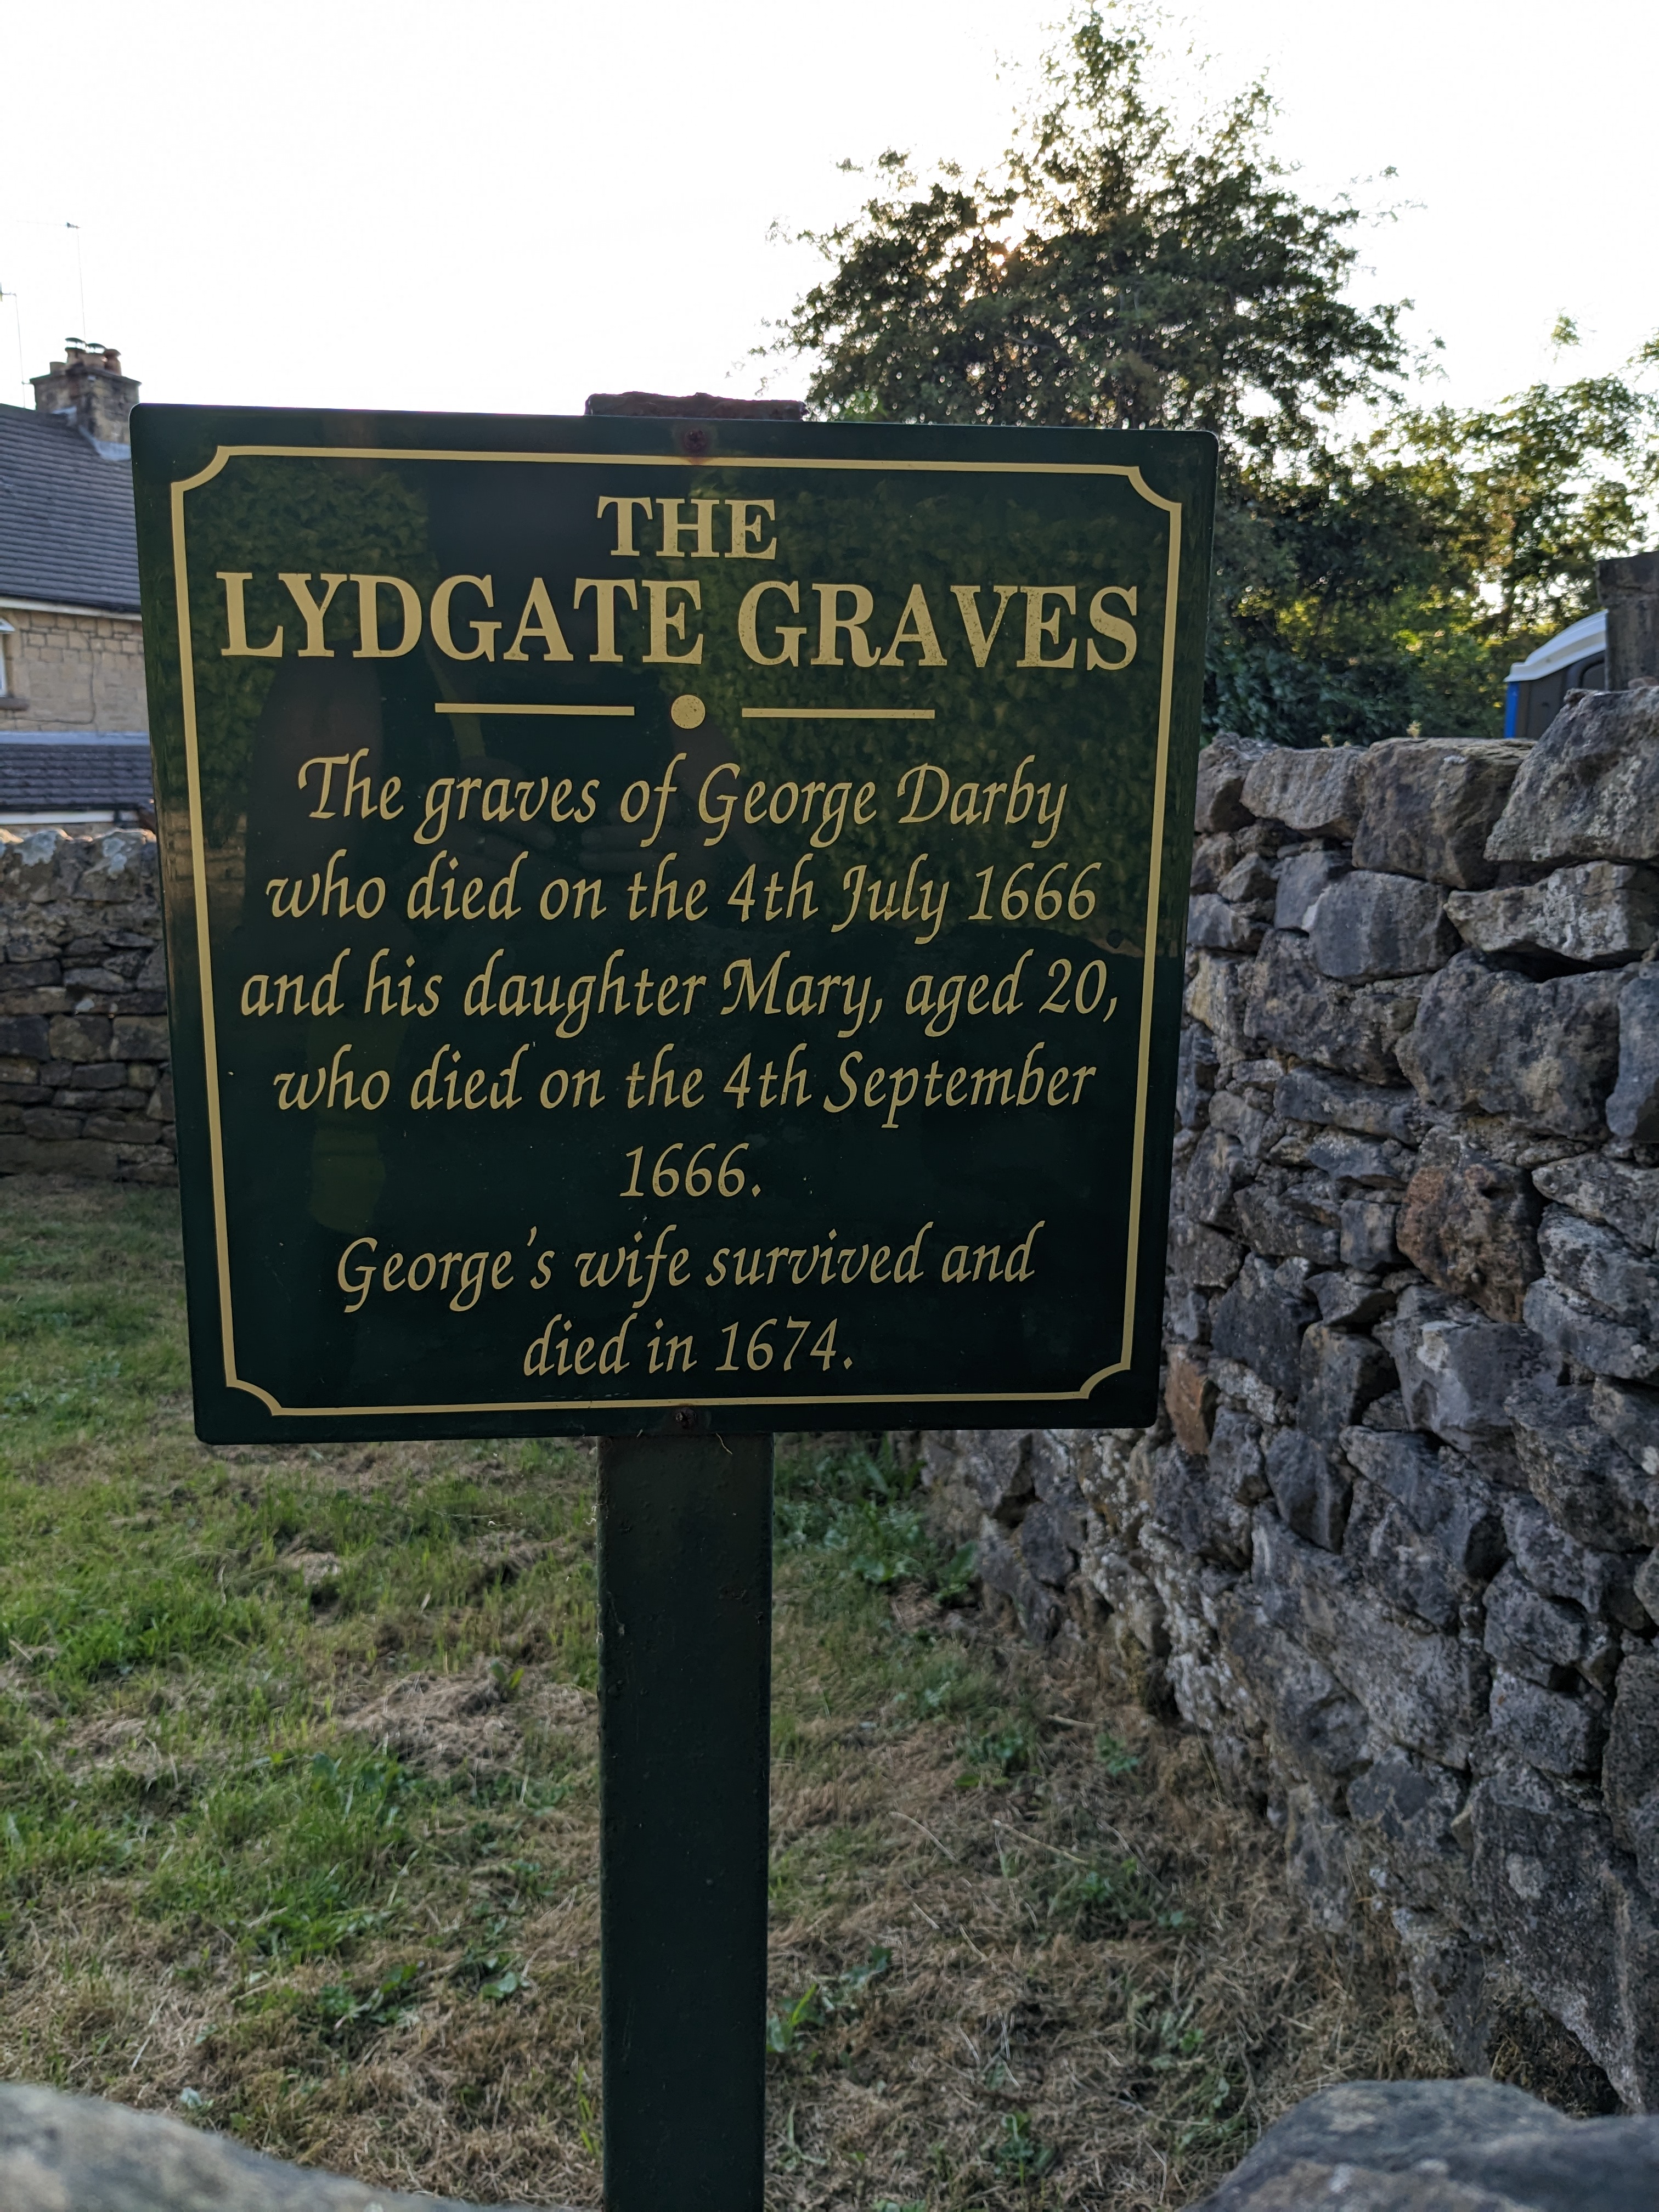 THE
LYDGATE GRAVES
The graves of George Darby
who died on the 4th July 1666
and his daughter Mary, aged 20,
who died on the 4th September
1666.
George's wife survived and
died in 1674.